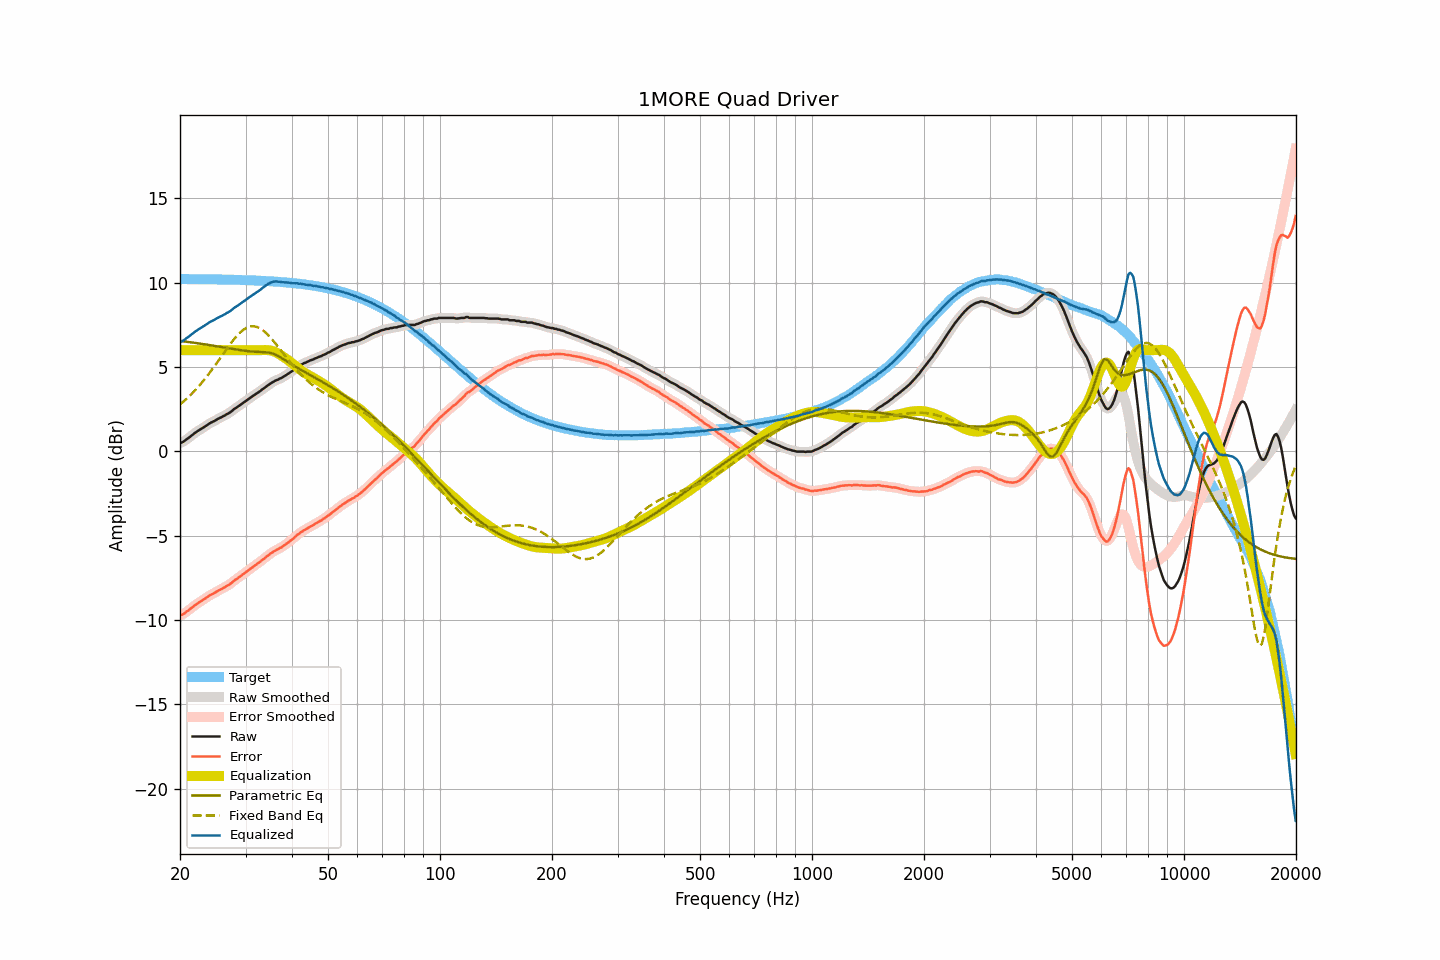 1MORE Quad Driver
15
10
5
0
−5
−10
−15
−20
Amplitude (dBr)
Target
Raw Smoothed
Error Smoothed
Raw
Error
Equalization
Parametric Eq
Fixed Band Eq
Equalized
20 50 100 200 500 1000 2000 5000 10000 20000
Frequency (Hz)